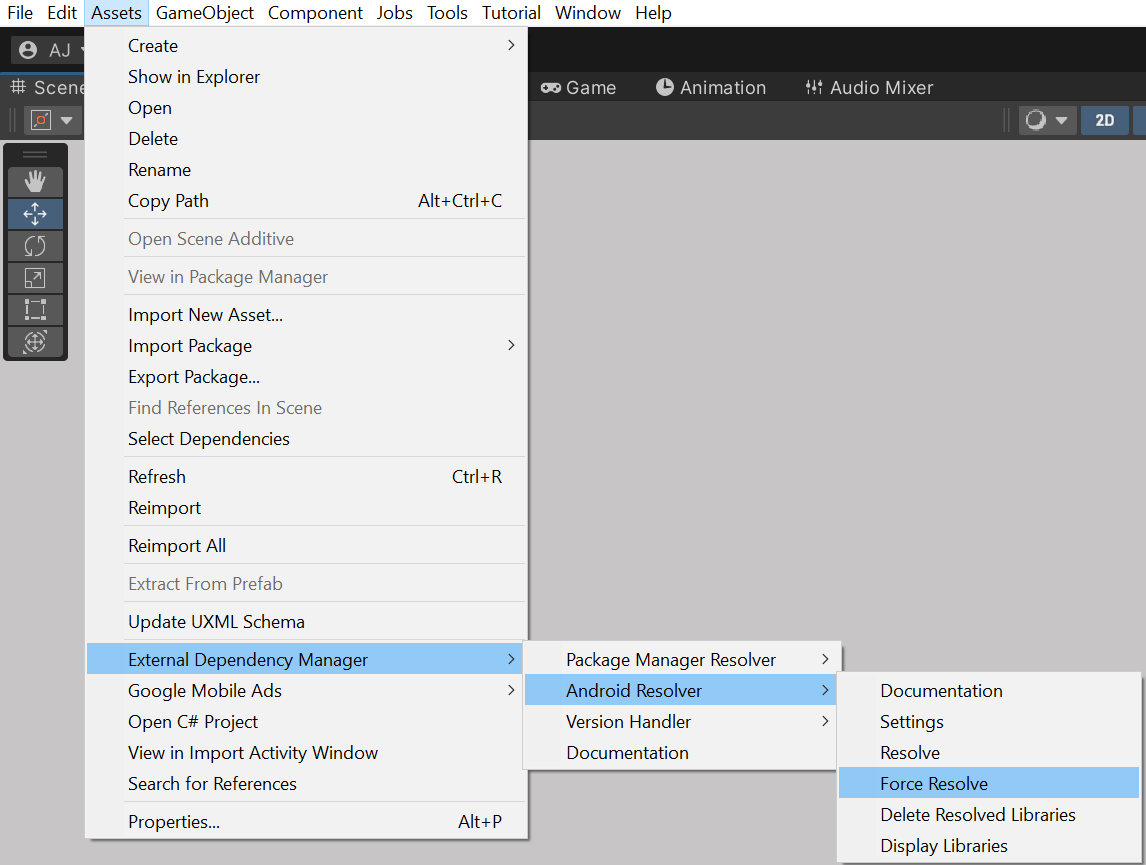 File Edit Assets GameObject Component Jobs Tools Tutorial Window Help
AJ
Scene
Game Animation Audio Mixer
2D
Create
Show in Explorer
Open
Delete
Rename
Copy Path Alt+Ctrl+C
Open Scene Additive
View in Package Manager
Import New Asset...
Import Package
Export Package...
Find References In Scene
Select Dependencies
Refresh Ctrl+R
Reimport
Reimport All
Extract From Prefab
Update UXML Schema
External Dependency Manager
Google Mobile Ads
Open C# Project
View in Import Activity Window
Search for References
Properties... Alt+P
Package Manager Resolver
Android Resolver
Version Handler
Documentation
Documentation
Settings
Resolve
Force Resolve
Delete Resolved Libraries
Display Libraries